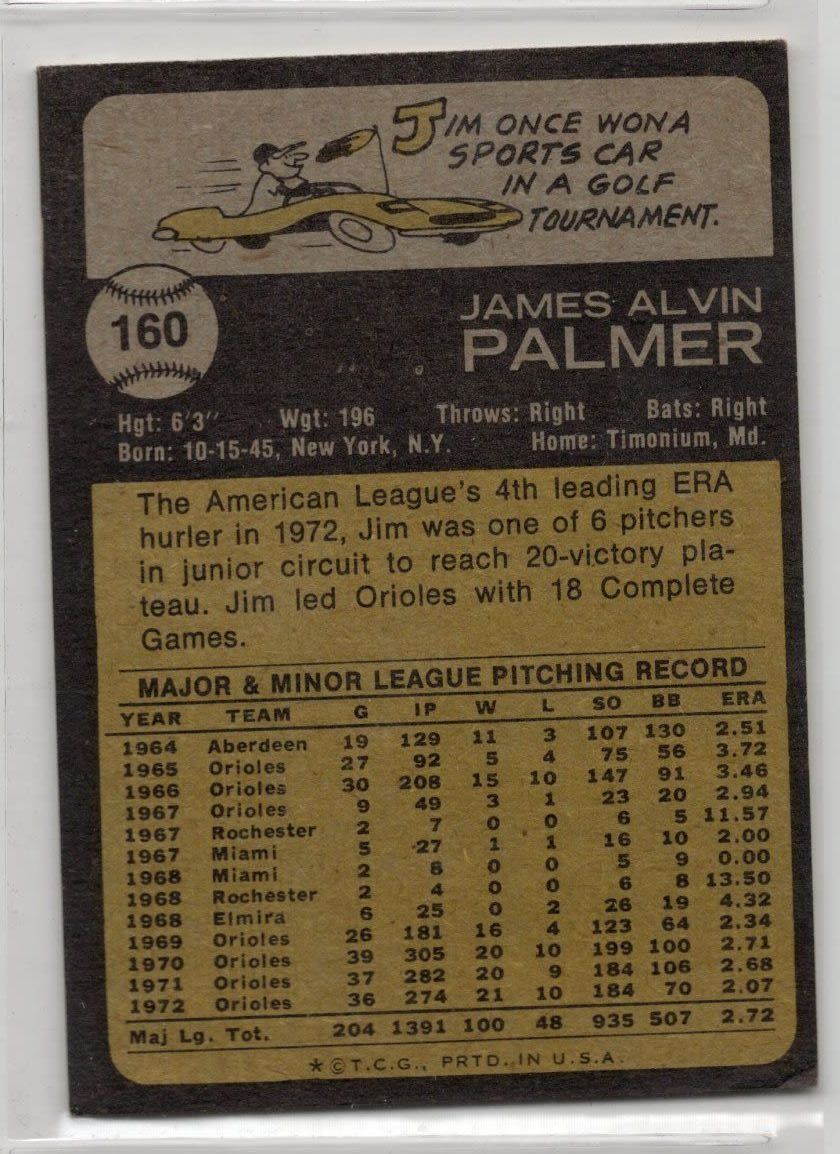 JIM ONCE WON A
SPORTS CAR
IN A GOLF
TOURNAMENT.
160
JAMES ALVIN
PALMER
Hgt: 6'3" Wgt: 196 Throws: Right Bats: Right
Born: 10-15-45, New York, N.Y. Home: Timonium, Md.
The American League's 4th leading ERA
hurler in 1972, Jim was one of 6 pitchers
in junior circuit to reach 20-victory pla-
teau. Jim led Orioles with 18 Complete
Games.
MAJOR & MINOR LEAGUE PITCHING RECORD
YEAR TEAM G IP W L SO BB ERA
1964 Aberdeen 19 129 11 3 107 130 2.51
1965 Orioles 27 92 5 4 75 56 3.72
1966 Orioles 30 208 15 10 147 91 3.46
1967 Orioles 9 49 3 1 23 20 2.94
1967 Rochester 2 7 0 0 6 5 11.57
1967 Miami 5 27 1 1 16 10 2.00
1968 Miami 2 8 0 0 5 9 0.00
1968 Rochester 2 4 0 0 6 8 13.50
1968 Elmira 6 25 0 2 26 19 4.32
1969 Orioles 26 181 16 4 123 64 2.34
1970 Orioles 39 305 20 10 199 100 2.71
1971 Orioles 37 282 20 9 184 106 2.68
1972 Orioles 36 274 21 10 184 70 2.07
Maj Lg. Tot. 204 1391 100 48 935 507 2.72
*©T.C.G., PRTD. IN U.S.A.